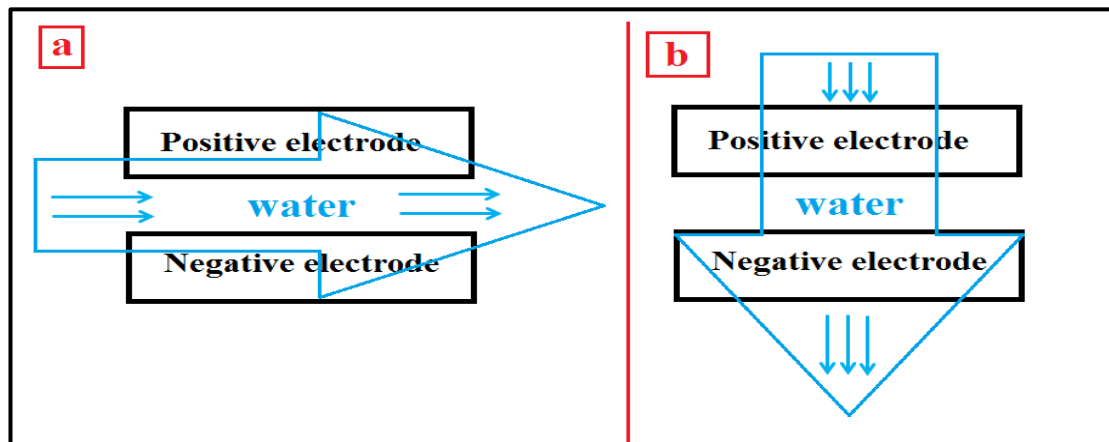 a
Positive electrode
water
Negative electrode
b
Positive electrode
water
Negative electrode